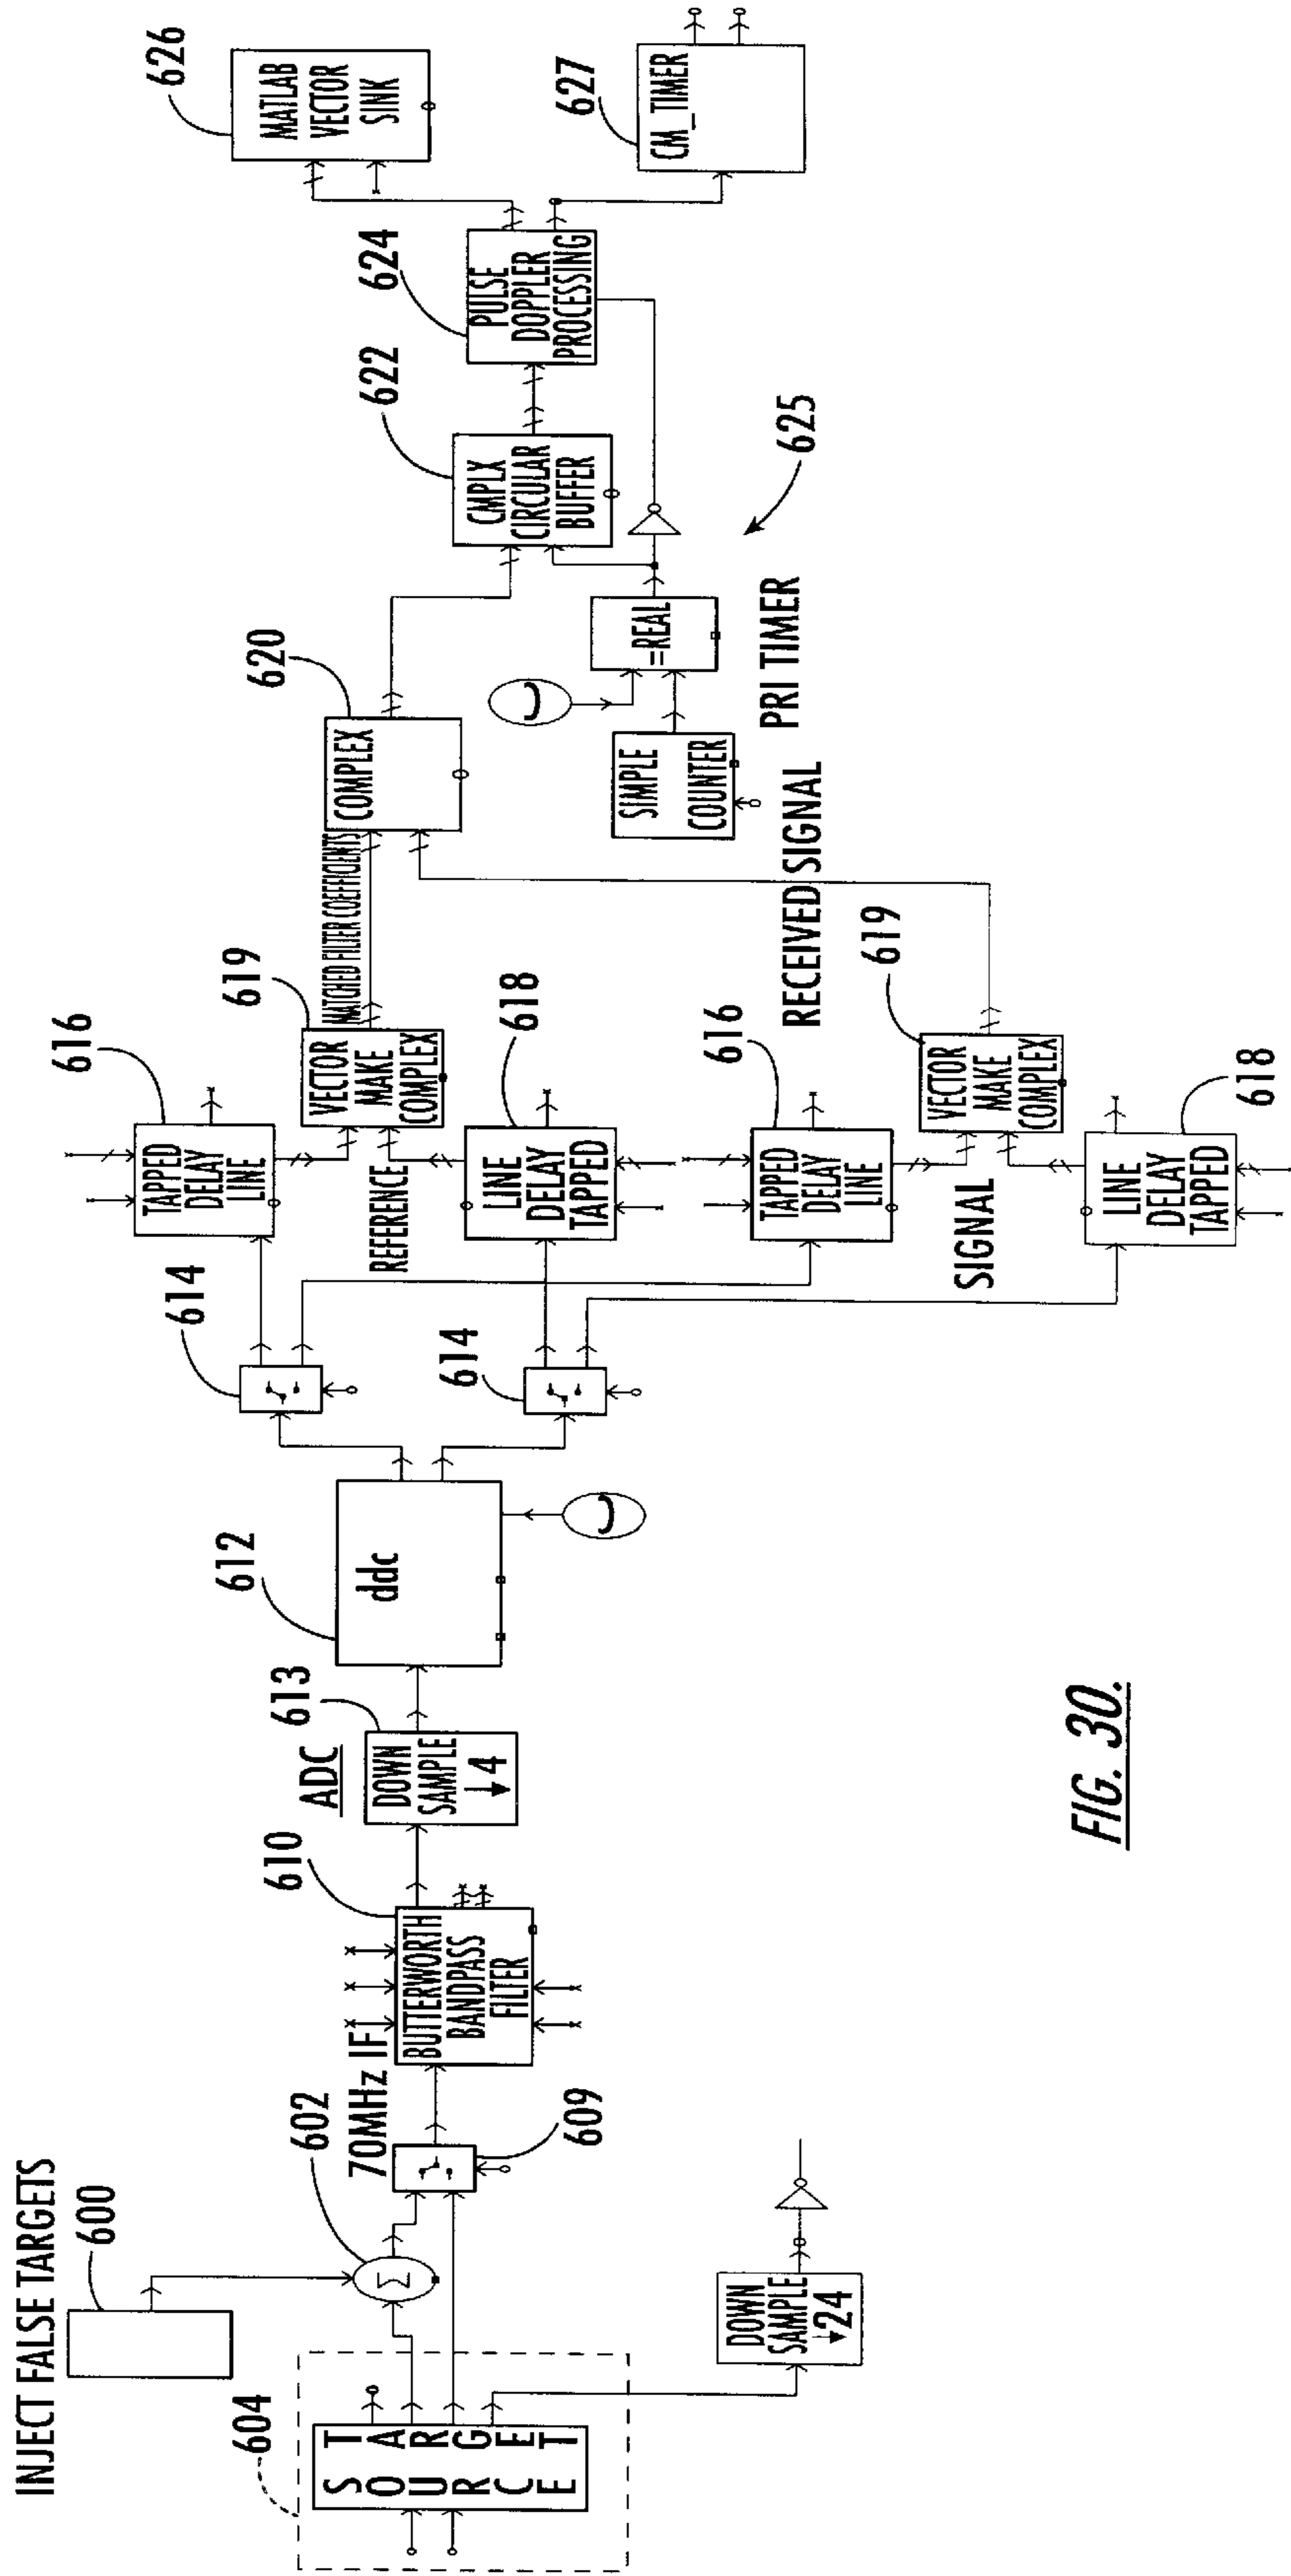 INJECT FALSE TARGETS
600
604
S T
O A
U R
R G
C E
E T
602
Σ
609
70MHz IF
610
BUTTERWORTH
BANDPASS
FILTER
DOWN
SAMPLE
↓24
ADC
613
DOWN
SAMPLE
↓4
612
ddc
614
614
616
TAPPED
DELAY
LINE
REFERENCE
618
LINE
DELAY
TAPPED
619
VECTOR
MAKE
COMPLEX
MATCHED FILTER COEFFICIENTS
616
TAPPED
DELAY
LINE
SIGNAL
618
LINE
DELAY
TAPPED
619
VECTOR
MAKE
COMPLEX
RECEIVED SIGNAL
620
COMPLEX
SIMPLE
COUNTER
=REAL
PRI TIMER
625
622
CMPLX
CIRCULAR
BUFFER
624
PULSE
DOPPLER
PROCESSING
626
MATLAB
VECTOR
SINK
627
CM_TIMER
FIG. 30.